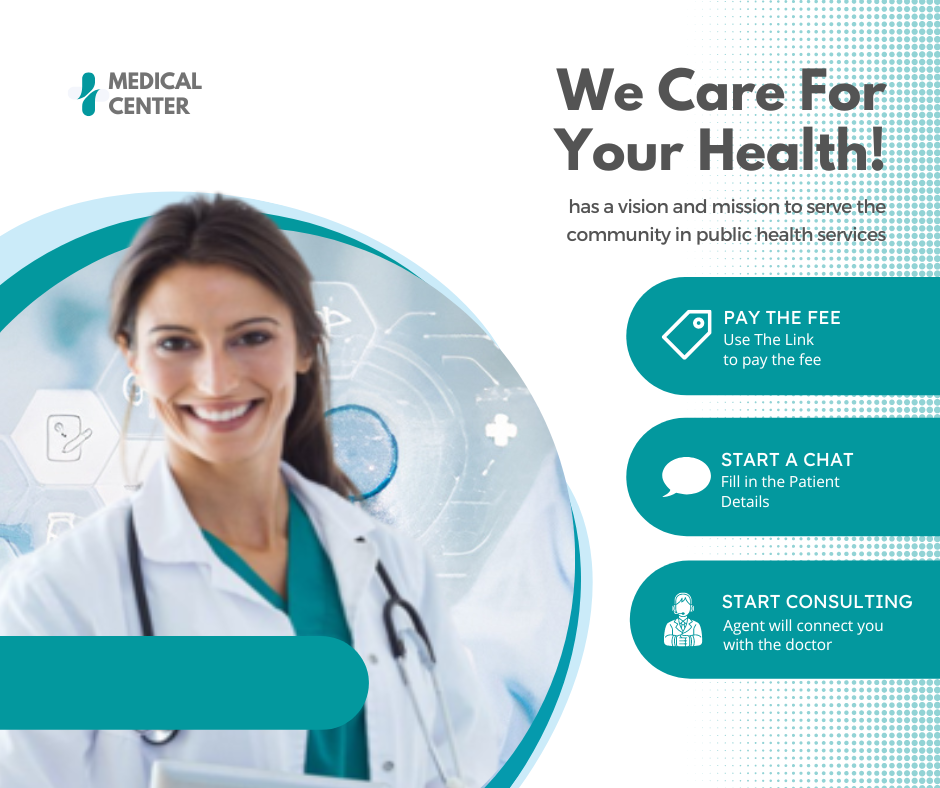 MEDICAL
CENTER
We Care For
Your Health!
has a vision and mission to serve the
community in public health services
PAY THE FEE
Use The Link
to pay the fee
START A CHAT
Fill in the Patient
Details
START CONSULTING
Agent will connect you
with the doctor